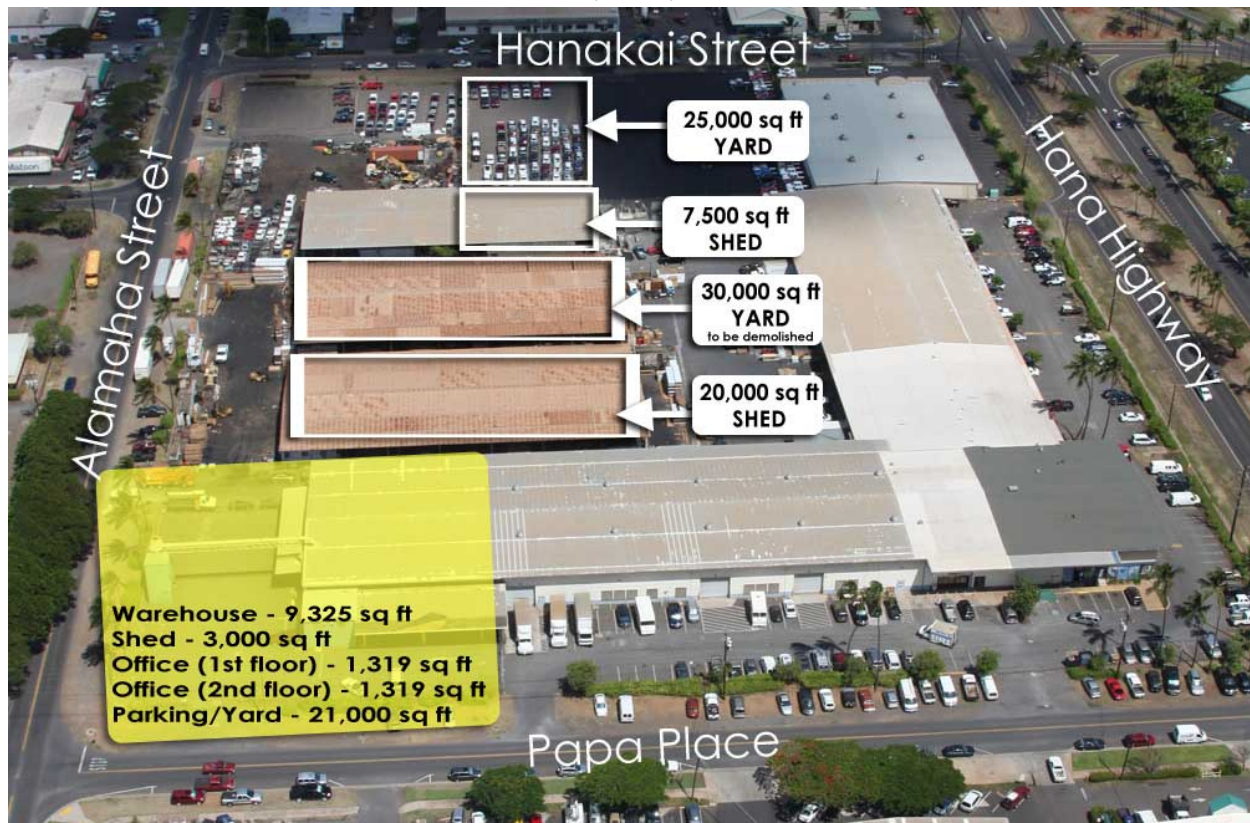 Hanakai Street
25,000 sq ft
YARD
Matson
Alamaha Street
Hana Highway
7,500 sq ft
SHED
30,000 sq ft
YARD
to be demolished
20,000 sq ft
SHED
Warehouse - 9,325 sq ft
Shed - 3,000 sq ft
Office (1st floor) - 1,319 sq ft
Office (2nd floor) - 1,319 sq ft
Parking/Yard - 21,000 sq ft
Papa Place
STOP